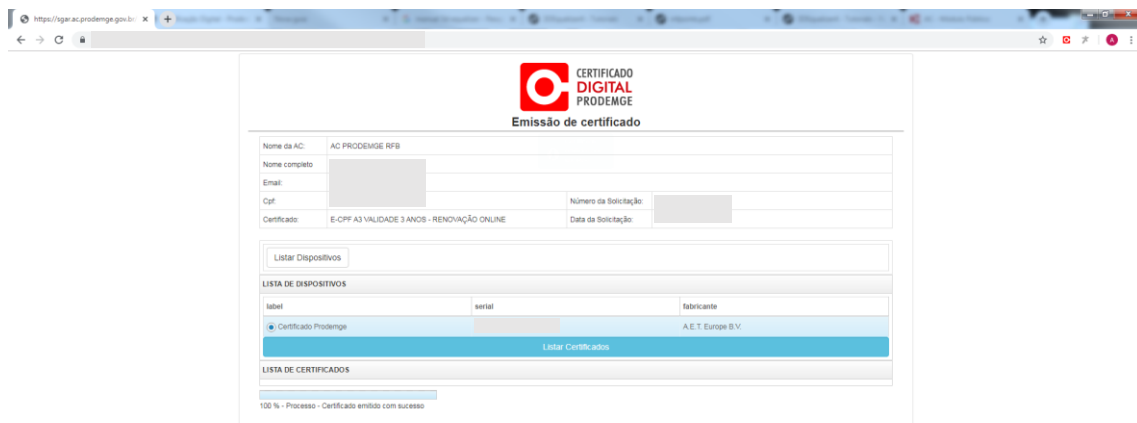 https://sgar.ac.prodemge.gov.br/
CERTIFICADO
DIGITAL
PRODEMGE
Emissão de certificado
Nome da AC: AC PRODEMGE RFB
Nome completo
Email:
Cpf: Número da Solicitação:
Certificado: E-CPF A3 VALIDADE 3 ANOS - RENOVAÇÃO ONLINE Data da Solicitação:
Listar Dispositivos
LISTA DE DISPOSITIVOS
label serial fabricante
Certificado Prodemge A.E.T. Europe B.V.
Listar Certificados
LISTA DE CERTIFICADOS
100 % - Processo - Certificado emitido com sucesso